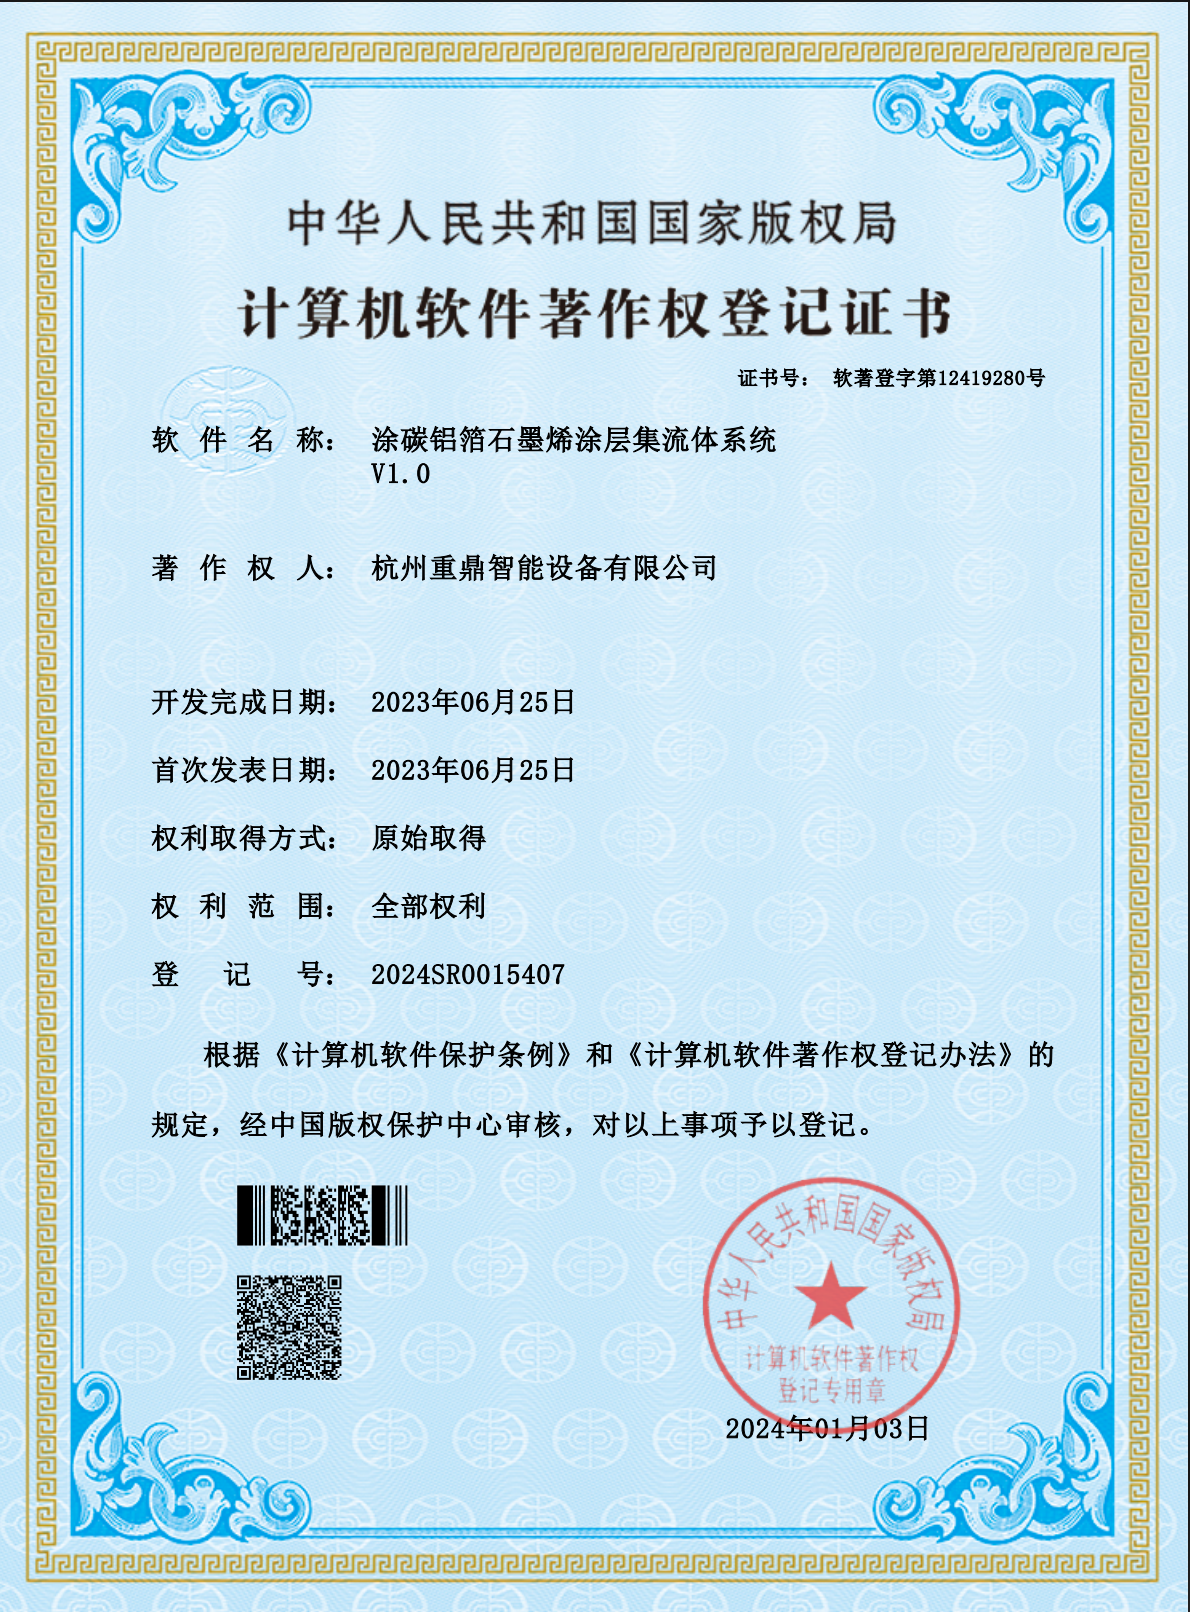 中华人民共和国国家版权局
计算机软件著作权登记证书
证书号： 软著登字第12419280号
软件名称： 涂碳铝箔石墨烯涂层集流体系统
V1.0
著作权人： 杭州重鼎智能设备有限公司
开发完成日期： 2023年06月25日
首次发表日期： 2023年06月25日
权利取得方式： 原始取得
权利范围： 全部权利
登记号： 2024SR0015407
根据《计算机软件保护条例》和《计算机软件著作权登记办法》的
规定，经中国版权保护中心审核，对以上事项予以登记。
中华人民共和国国家版权局
计算机软件著作权
登记专用章
2024年01月03日